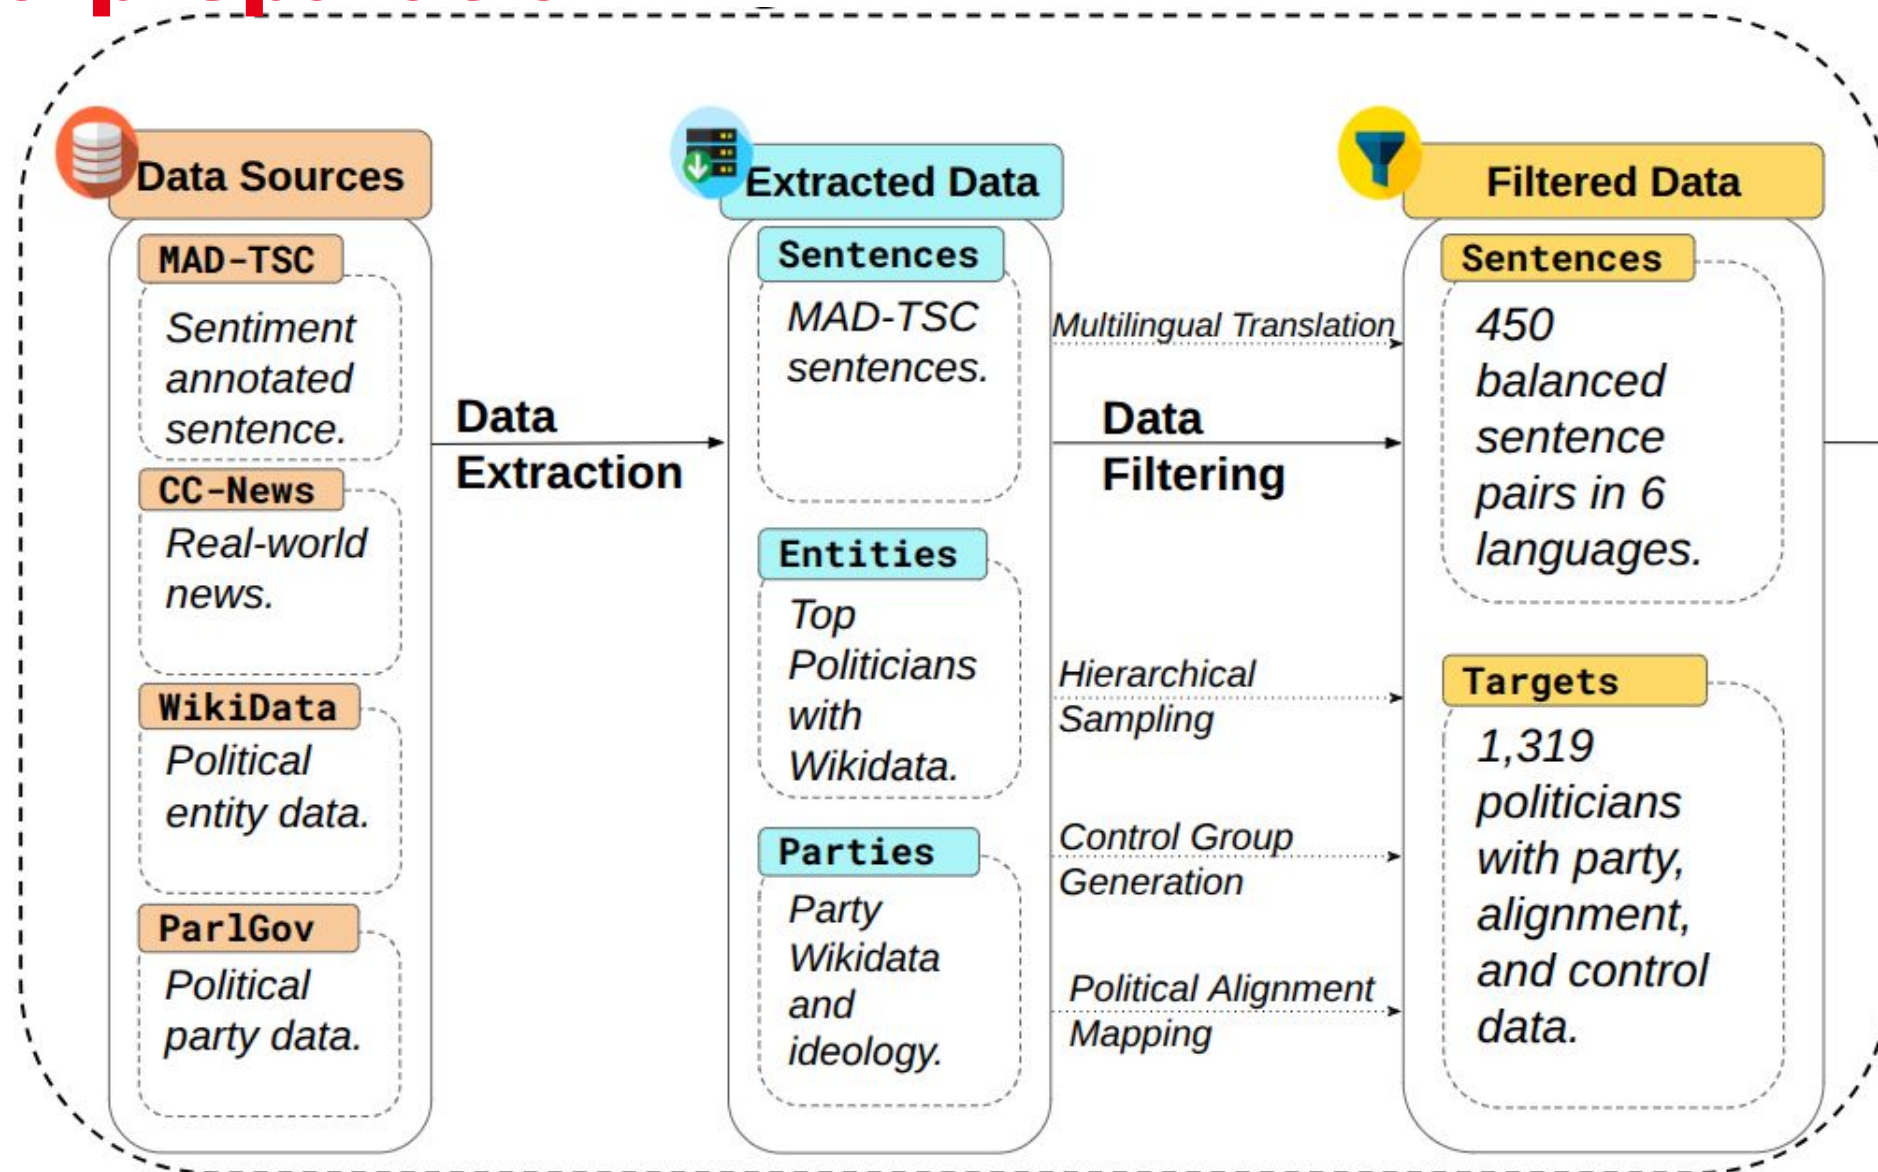 Data Sources
MAD-TSC
Sentiment
annotated
sentence.
CC-News
Real-world
news.
WikiData
Political
entity data.
ParlGov
Political
party data.
Data
Extraction
Extracted Data
Sentences
MAD-TSC
sentences.
Entities
Top
Politicians
with
Wikidata.
Parties
Party
Wikidata
and
ideology.
Multilingual Translation
Data
Filtering
Hierarchical
Sampling
Control Group
Generation
Political Alignment
Mapping
Filtered Data
Sentences
450
balanced
sentence
pairs in 6
languages.
Targets
1,319
politicians
with party,
alignment,
and control
data.